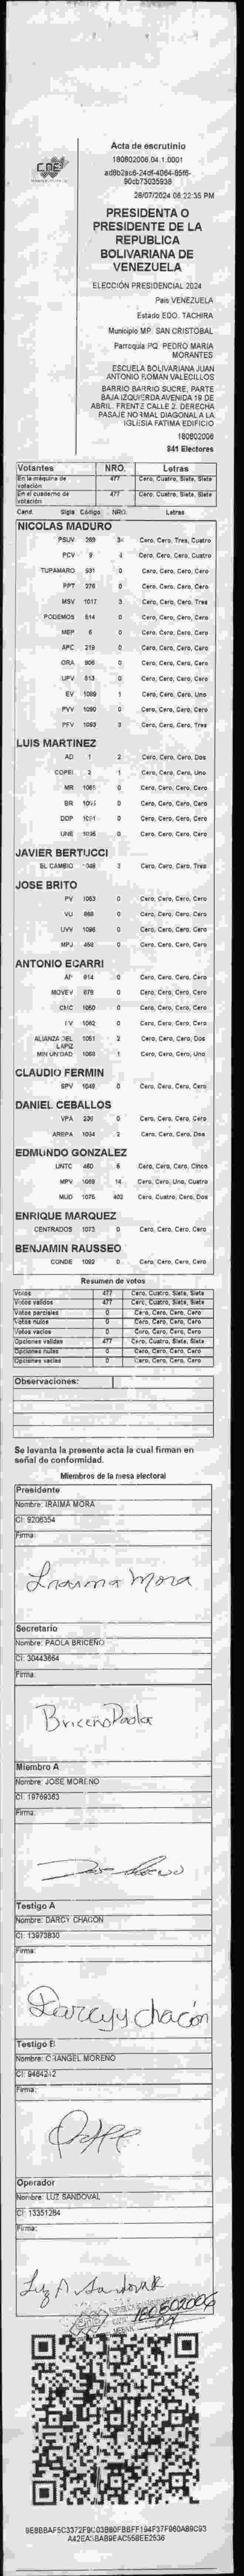 CNE
Acta de escrutinio
180802006.04.1.0001
26/07/2024 06:22:35 PM
PRESIDENTA O
PRESIDENTE DE LA
REPUBLICA
BOLIVARIANA DE
VENEZUELA
ELECCIÓN PRESIDENCIAL 2024
Pais VENEZUELA
Estado EDO. TACHIRA
Municipio MP. SAN CRISTOBAL
Parroquia PQ. PEDRO MARIA
MORANTES
ESCUELA BOLIVARIANA JUAN
ANTONIO ROMAN VALECILLOS
BARRIO BARRIO SUCRE, PARTE
BAJA IZQUIERDA AVENIDA 19 DE
ABRIL. FRENTE CALLE 2. DERECHA
PASAJE NORMAL DIAGONAL A LA
IGLESIA FATIMA EDIFICIO
180802006
841 Electores
Votantes NRO. Letras
En la máquina de votación 477 Cero, Cuatro, Siete, Siete
En el cuaderno de votación 477 Cero, Cuatro, Siete, Siete
Cand. Sigla Código NRO. Letras
NICOLAS MADURO
PSUV 269 34 Cero, Cero, Tres, Cuatro
PCV 9 4 Cero, Cero, Cero, Cuatro
TUPAMARO 931 0 Cero, Cero, Cero, Cero
PPT 276 0 Cero, Cero, Cero, Cero
MSV 1017 3 Cero, Cero, Cero, Tres
PODEMOS 514 0 Cero, Cero, Cero, Cero
MEP 6 0 Cero, Cero, Cero, Cero
APC 219 0 Cero, Cero, Cero, Cero
ORA 906 0 Cero, Cero, Cero, Cero
UPV 513 0 Cero, Cero, Cero, Cero
EV 1089 1 Cero, Cero, Cero, Uno
PVV 1090 0 Cero, Cero, Cero, Cero
PFV 1093 3 Cero, Cero, Cero, Tres
LUIS MARTINEZ
AD 1 2 Cero, Cero, Cero, Dos
COPEI 2 1 Cero, Cero, Cero, Uno
MR 1065 0 Cero, Cero, Cero, Cero
BR 0 Cero, Cero, Cero, Cero
DDP 1091 0 Cero, Cero, Cero, Cero
UNE 1095 0 Cero, Cero, Cero, Cero
JAVIER BERTUCCI
EL CAMBIO 1048 3 Cero, Cero, Cero, Tres
JOSE BRITO
PV 1053 0 Cero, Cero, Cero, Cero
VU 868 0 Cero, Cero, Cero, Cero
UVV 1096 0 Cero, Cero, Cero, Cero
MPJ 458 0 Cero, Cero, Cero, Cero
ANTONIO ECARRI
AP 914 0 Cero, Cero, Cero, Cero
MOVEV 679 0 Cero, Cero, Cero, Cero
CMC 1050 0 Cero, Cero, Cero, Cero
FV 1062 0 Cero, Cero, Cero, Cero
ALIANZA DEL LAPIZ 1051 2 Cero, Cero, Cero, Dos
MIN UNIDAD 1068 1 Cero, Cero, Cero, Uno
CLAUDIO FERMIN
SPV 1049 0 Cero, Cero, Cero, Cero
DANIEL CEBALLOS
VPA 230 0 Cero, Cero, Cero, Cero
AREPA 1034 2 Cero, Cero, Cero, Dos
EDMUNDO GONZALEZ
UNTC 460 5 Cero, Cero, Cero, Cinco
MPV 1069 14 Cero, Cero, Uno, Cuatro
MUD 1075 402 Cero, Cuatro, Cero, Dos
ENRIQUE MARQUEZ
CENTRADOS 1073 0 Cero, Cero, Cero, Cero
BENJAMIN RAUSSEO
CONDE 1092 0 Cero, Cero, Cero, Cero
Resumen de votos
Votos 477 Cero, Cuatro, Siete, Siete
Votos validos 477 Cero, Cuatro, Siete, Siete
Votos parciales 0 Cero, Cero, Cero, Cero
Votos nulos 0 Cero, Cero, Cero, Cero
Votos vacios 0 Cero, Cero, Cero, Cero
Opciones validas 477 Cero, Cuatro, Siete, Siete
Opciones nulas 0 Cero, Cero, Cero, Cero
Opciones vacias 0 Cero, Cero, Cero, Cero
Observaciones:
Se levanta la presente acta la cual firman en
señal de conformidad.
Miembros de la mesa electoral
Presidente
Nombre: IRAIMA MORA
CI: 9206354
Firma:
Iraima Mora
Secretario
Nombre: PAOLA BRICEÑO
CI: 30443664
Firma:
Briceño Paola
Miembro A
Nombre: JOSE MORENO
CI: 19769363
Firma:
Testigo A
Nombre: DARCY CHACON
CI: 13973830
Firma:
Darcyy chacón
Testigo B
Nombre: ORANGEL MORENO
CI: 9464212
Firma:
Operador
Nombre: LUZ SANDOVAL
CI: 13351284
Firma:
Luz A Sandoval
180802006
04